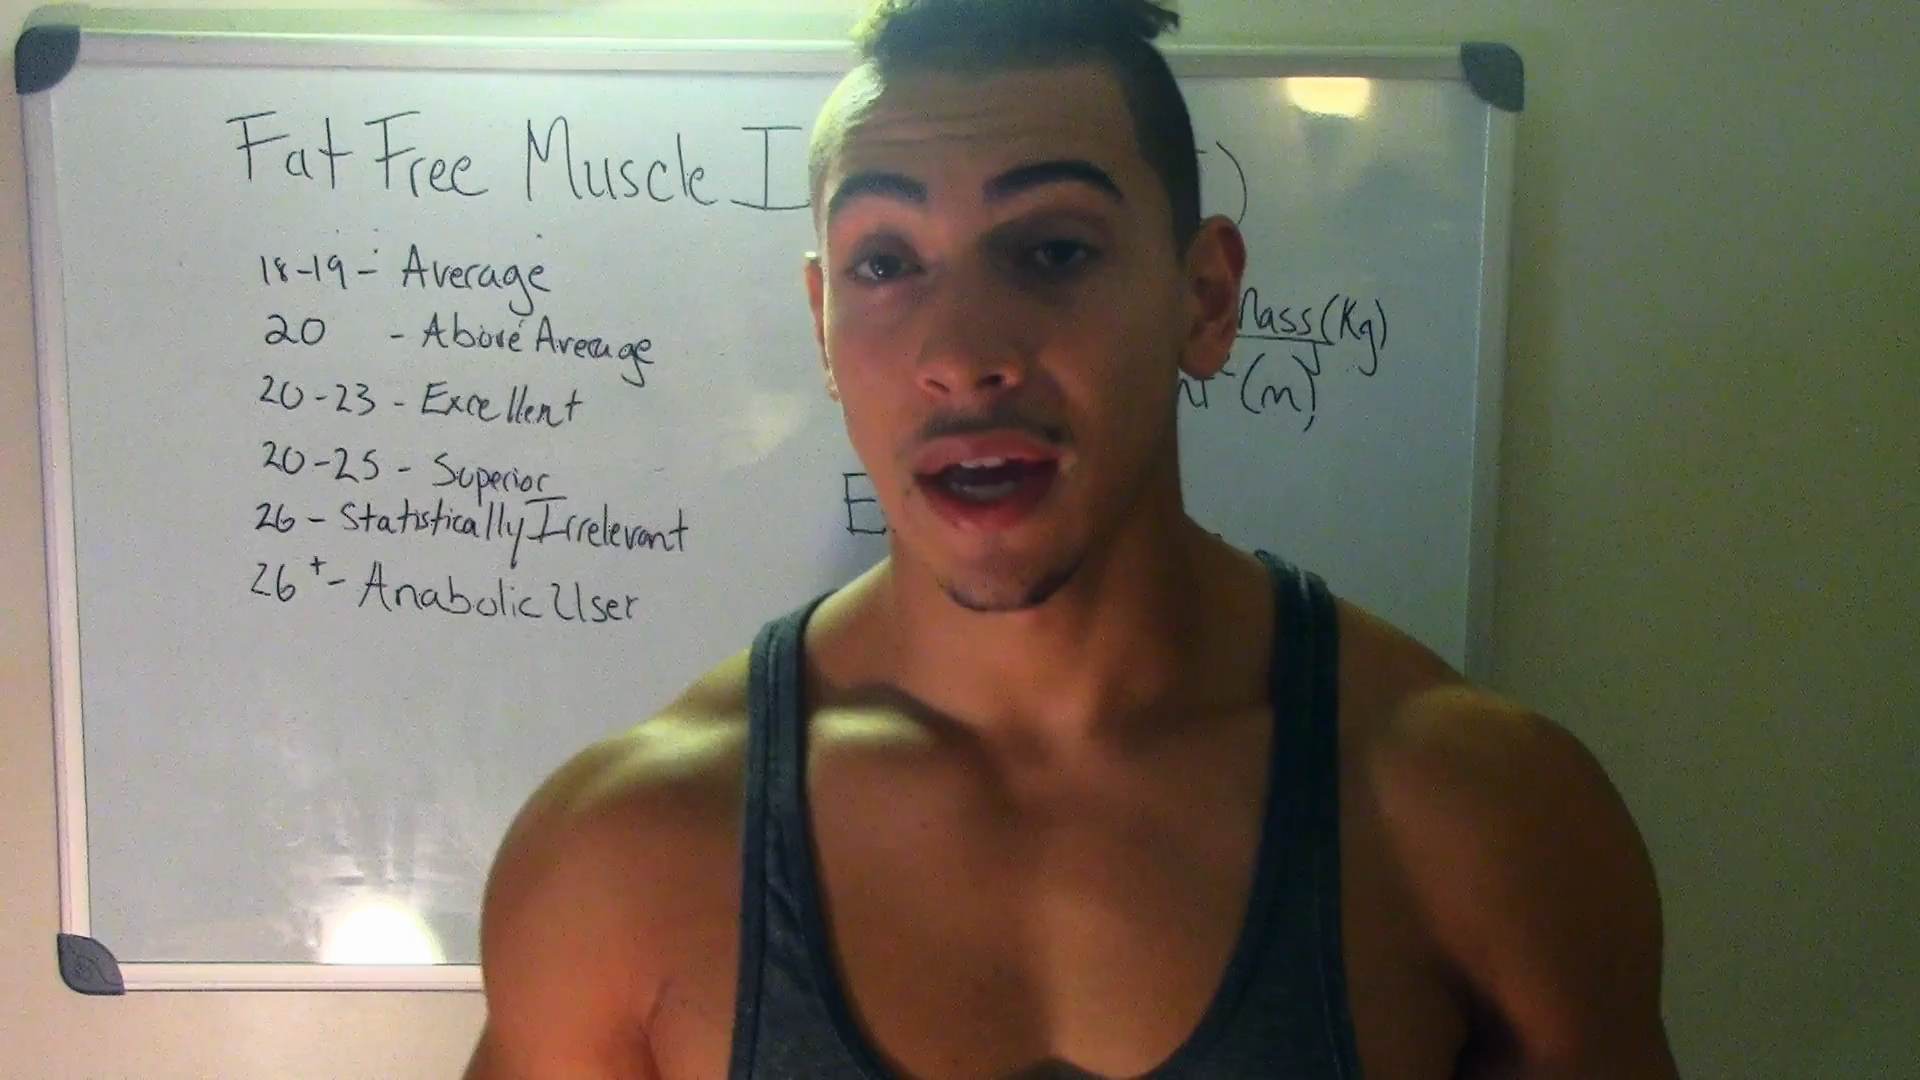 Fat Free Muscle I )
18-19 - Average
20 - Above Average
20-23 - Excellent
20-25 - Superior
26 - Statistically Irrelevant
26+ - Anabolic User
Mass (Kg)
(m)
E